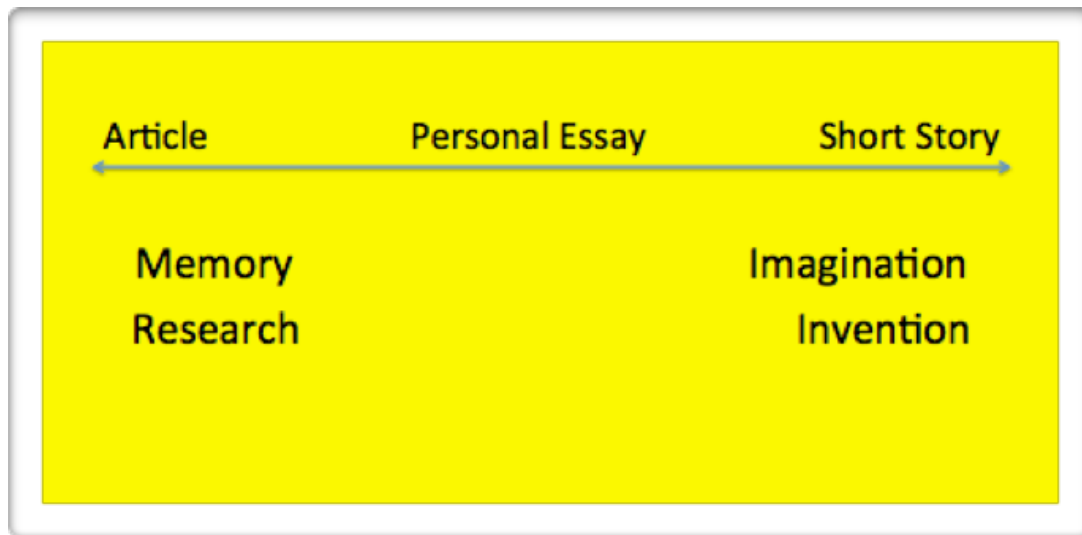 Article Personal Essay Short Story
Memory Imagination
Research Invention